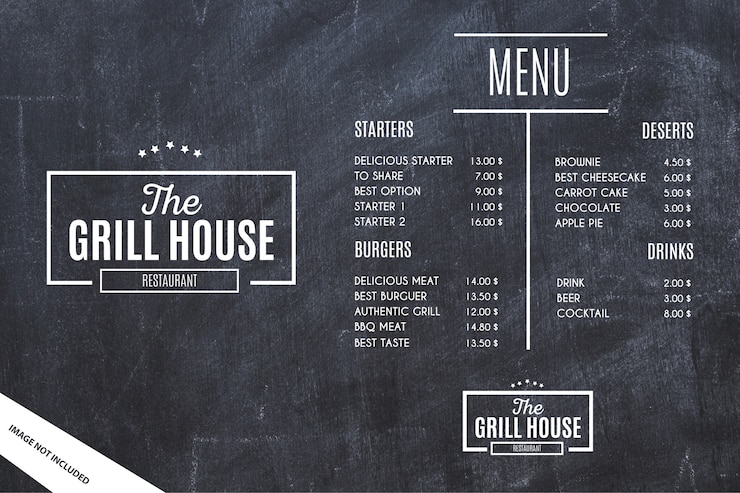 The
GRILL HOUSE
RESTAURANT
MENU
STARTERS
DELICIOUS STARTER 13.00 $
TO SHARE 7.00 $
BEST OPTION 9.00 $
STARTER 1 11.00 $
STARTER 2 16.00 $
BURGERS
DELICIOUS MEAT 14.00 $
BEST BURGUER 13.50 $
AUTHENTIC GRILL 12.00 $
BBQ MEAT 14.80 $
BEST TASTE 13.50 $
DESERTS
BROWNIE 4.50 $
BEST CHEESECAKE 6.00 $
CARROT CAKE 5.00 $
CHOCOLATE 3.00 $
APPLE PIE 6.00 $
DRINKS
DRINK 2.00 $
BEER 3.00 $
COCKTAIL 8.00 $
The
GRILL HOUSE
RESTAURANT
IMAGE NOT INCLUDED